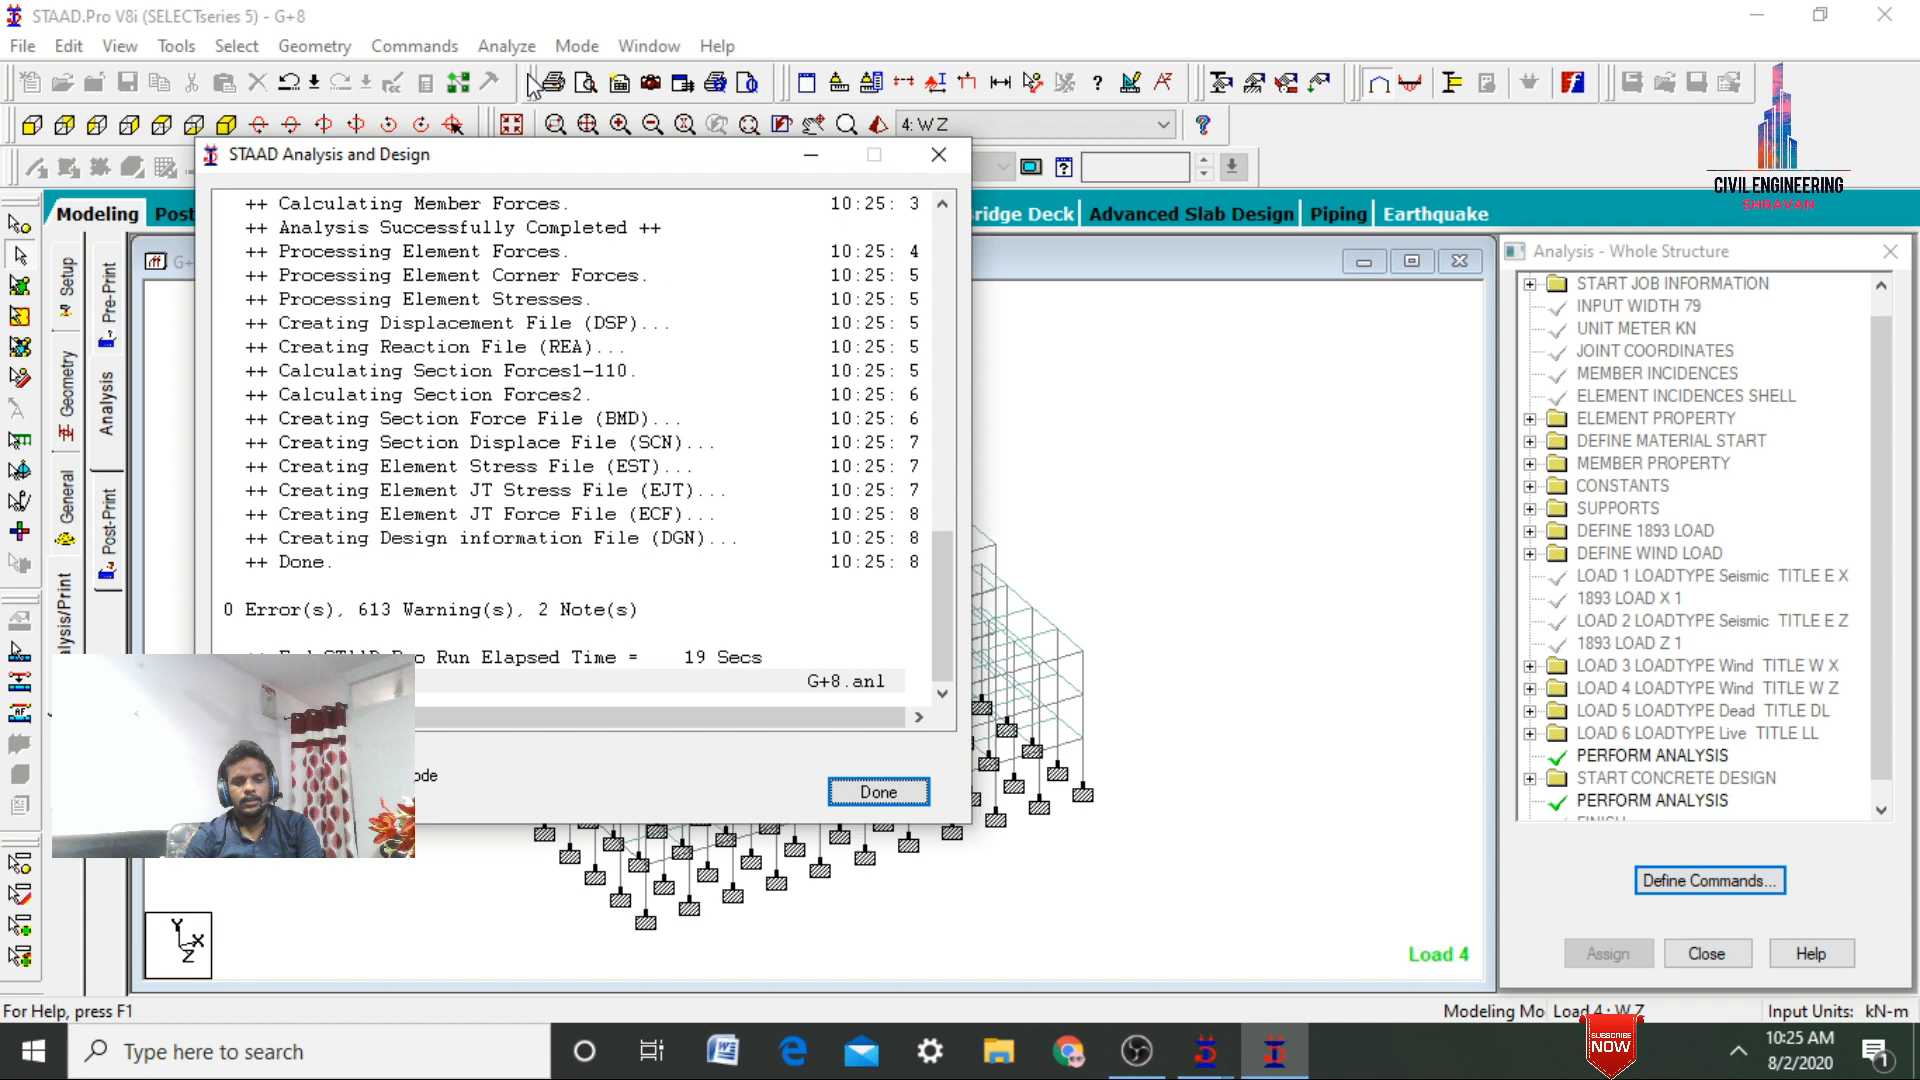 STAAD.Pro V8i (SELECTseries 5) - G+8
File Edit View Tools Select Geometry Commands Analyze Mode Window Help
4: W Z
CIVIL ENGINEERING
SHRAVAN
Modeling Post
ridge Deck Advanced Slab Design Piping Earthquake
Setup
Geometry
General
Analysis/Print
Pre-Print
Analysis
Post-Print
G+
STAAD Analysis and Design
++ Calculating Member Forces. 10:25: 3
++ Analysis Successfully Completed ++
++ Processing Element Forces. 10:25: 4
++ Processing Element Corner Forces. 10:25: 5
++ Processing Element Stresses. 10:25: 5
++ Creating Displacement File (DSP)... 10:25: 5
++ Creating Reaction File (REA)... 10:25: 5
++ Calculating Section Forces1-110. 10:25: 5
++ Calculating Section Forces2. 10:25: 6
++ Creating Section Force File (BMD)... 10:25: 6
++ Creating Section Displace File (SCN)... 10:25: 7
++ Creating Element Stress File (EST)... 10:25: 7
++ Creating Element JT Stress File (EJT)... 10:25: 7
++ Creating Element JT Force File (ECF)... 10:25: 8
++ Creating Design information File (DGN)... 10:25: 8
++ Done. 10:25: 8
0 Error(s), 613 Warning(s), 2 Note(s)
Run Elapsed Time = 19 Secs
G+8.anl
ode
Done
Analysis - Whole Structure
START JOB INFORMATION
INPUT WIDTH 79
UNIT METER KN
JOINT COORDINATES
MEMBER INCIDENCES
ELEMENT INCIDENCES SHELL
ELEMENT PROPERTY
DEFINE MATERIAL START
MEMBER PROPERTY
CONSTANTS
SUPPORTS
DEFINE 1893 LOAD
DEFINE WIND LOAD
LOAD 1 LOADTYPE Seismic TITLE E X
1893 LOAD X 1
LOAD 2 LOADTYPE Seismic TITLE E Z
1893 LOAD Z 1
LOAD 3 LOADTYPE Wind TITLE W X
LOAD 4 LOADTYPE Wind TITLE W Z
LOAD 5 LOADTYPE Dead TITLE DL
LOAD 6 LOADTYPE Live TITLE LL
PERFORM ANALYSIS
START CONCRETE DESIGN
PERFORM ANALYSIS
Define Commands...
Assign Close Help
Y
X
Z
Load 4
For Help, press F1
Modeling Mo Load 4 : W Z Input Units: kN-m
SUBSCRIBE
NOW
Type here to search
10:25 AM
8/2/2020
1